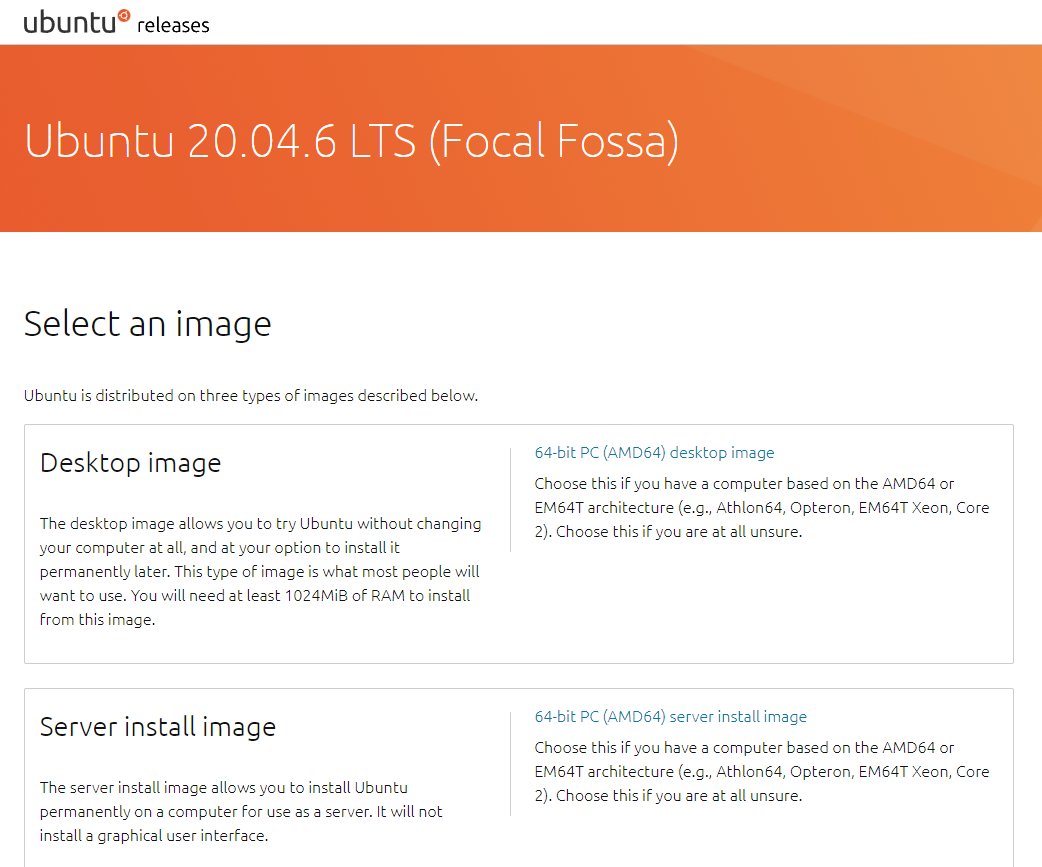 ubuntu releases
Ubuntu 20.04.6 LTS (Focal Fossa)
Select an image
Ubuntu is distributed on three types of images described below.
Desktop image
The desktop image allows you to try Ubuntu without changing
your computer at all, and at your option to install it
permanently later. This type of image is what most people will
want to use. You will need at least 1024MiB of RAM to install
from this image.
64-bit PC (AMD64) desktop image
Choose this if you have a computer based on the AMD64 or
EM64T architecture (e.g., Athlon64, Opteron, EM64T Xeon, Core
2). Choose this if you are at all unsure.
Server install image
The server install image allows you to install Ubuntu
permanently on a computer for use as a server. It will not
install a graphical user interface.
64-bit PC (AMD64) server install image
Choose this if you have a computer based on the AMD64 or
EM64T architecture (e.g., Athlon64, Opteron, EM64T Xeon, Core
2). Choose this if you are at all unsure.